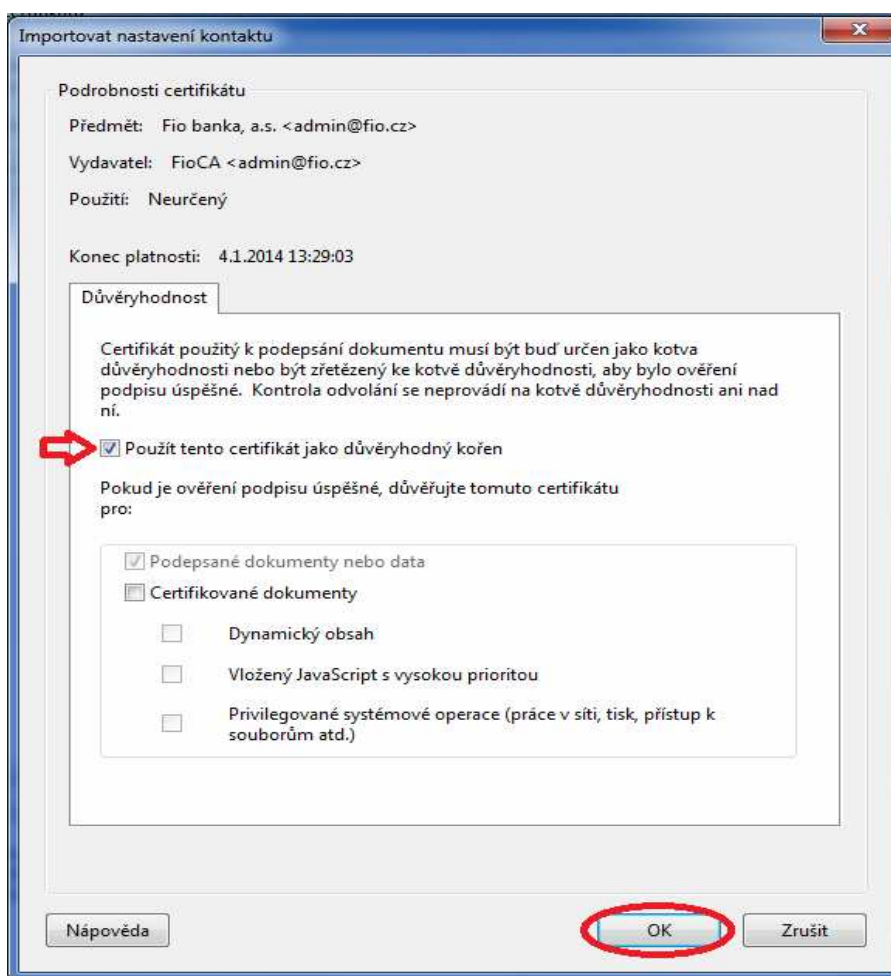 Importovat nastavení kontaktu
Podrobnosti certifikátu
Předmět: Fio banka, a.s. <admin@fio.cz>
Vydavatel: FioCA <admin@fio.cz>
Použití: Neurčený
Konec platnosti: 4.1.2014 13:29:03
Důvěryhodnost
Certifikát použitý k podepsání dokumentu musí být buď určen jako kotva
důvěryhodnosti nebo být zřetězený ke kotvě důvěryhodnosti, aby bylo ověření
podpisu úspěšné. Kontrola odvolání se neprovádí na kotvě důvěryhodnosti ani nad
ní.
Použít tento certifikát jako důvěryhodný kořen
Pokud je ověření podpisu úspěšné, důvěřujte tomuto certifikátu
pro:
Podepsané dokumenty nebo data
Certifikované dokumenty
Dynamický obsah
Vložený JavaScript s vysokou prioritou
Privilegované systémové operace (práce v síti, tisk, přístup k
souborům atd.)
Nápověda OK Zrušit